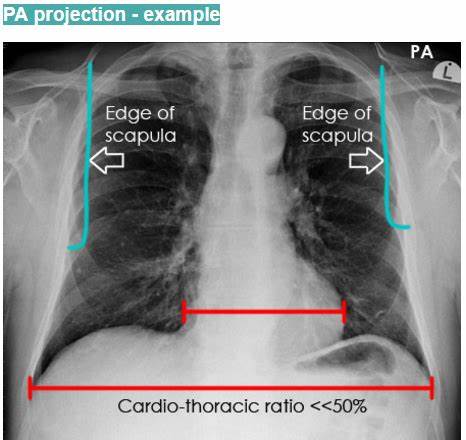 PA projection - example
PA
L
Edge of
scapula
Edge of
scapula
Cardio-thoracic ratio <<50%